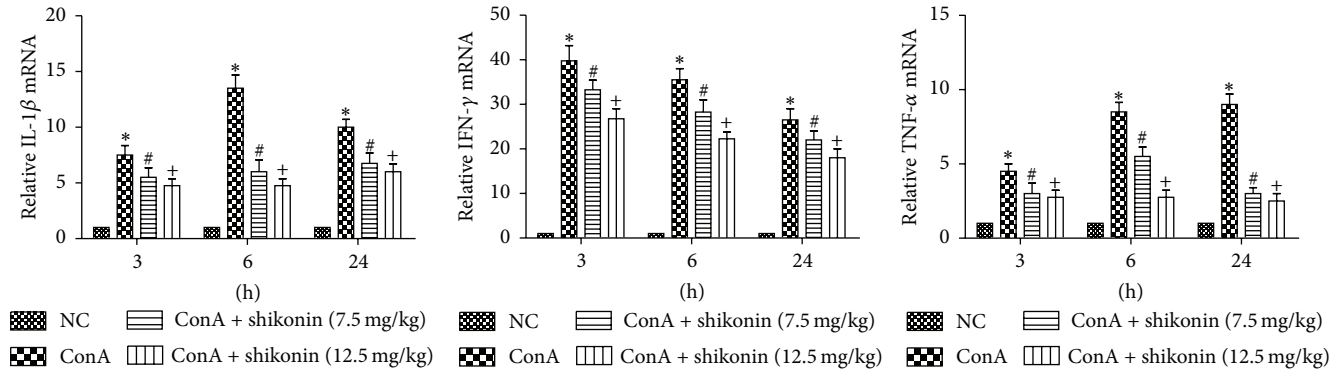 20
15
10
5
0
Relative IL-1β mRNA
*
#
+
*
#
+
*
#
+
3
6
24
(h)
NC
ConA + shikonin (7.5 mg/kg)
ConA
ConA + shikonin (12.5 mg/kg)
50
40
30
20
10
0
Relative IFN-γ mRNA
*
#
+
*
#
+
*
#
+
3
6
24
(h)
NC
ConA + shikonin (7.5 mg/kg)
ConA
ConA + shikonin (12.5 mg/kg)
15
10
5
0
Relative TNF-α mRNA
*
#
+
*
#
+
*
#
+
3
6
24
(h)
NC
ConA + shikonin (7.5 mg/kg)
ConA
ConA + shikonin (12.5 mg/kg)